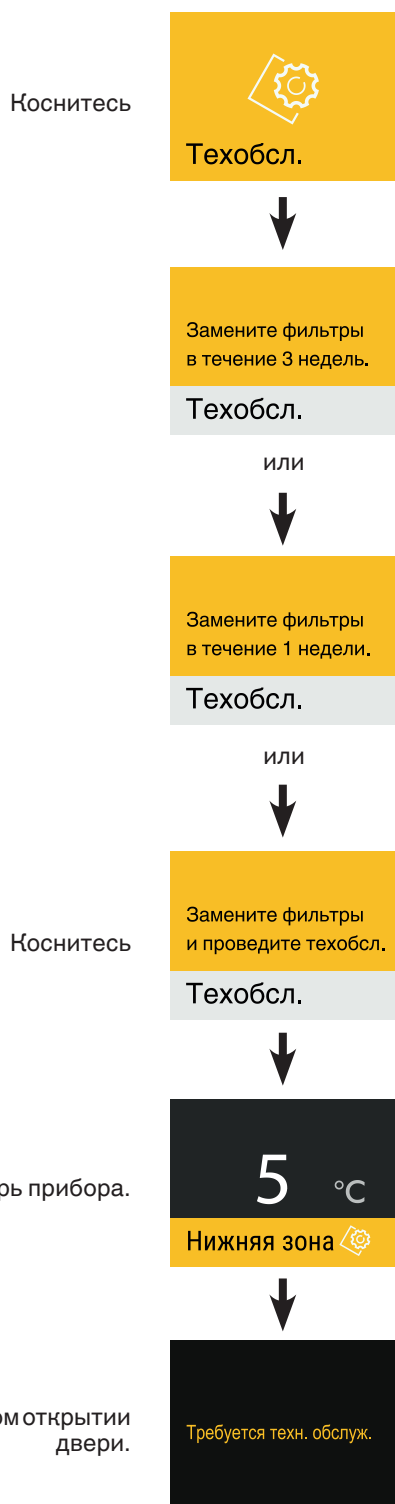 Коснитесь
Техобсл.
Замените фильтры
в течение 3 недель.
Техобсл.
или
Замените фильтры
в течение 1 недели.
Техобсл.
или
Замените фильтры
и проведите техобсл.
Коснитесь
Техобсл.
5 °C
рь прибора.
Нижняя зона
ом открытии
двери.
Требуется техн. обслуж.